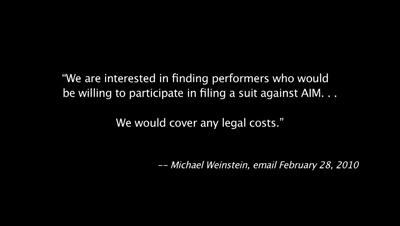 “We are interested in finding performers who would
be willing to participate in filing a suit against AIM. . .
We would cover any legal costs.”
-- Michael Weinstein, email February 28, 2010